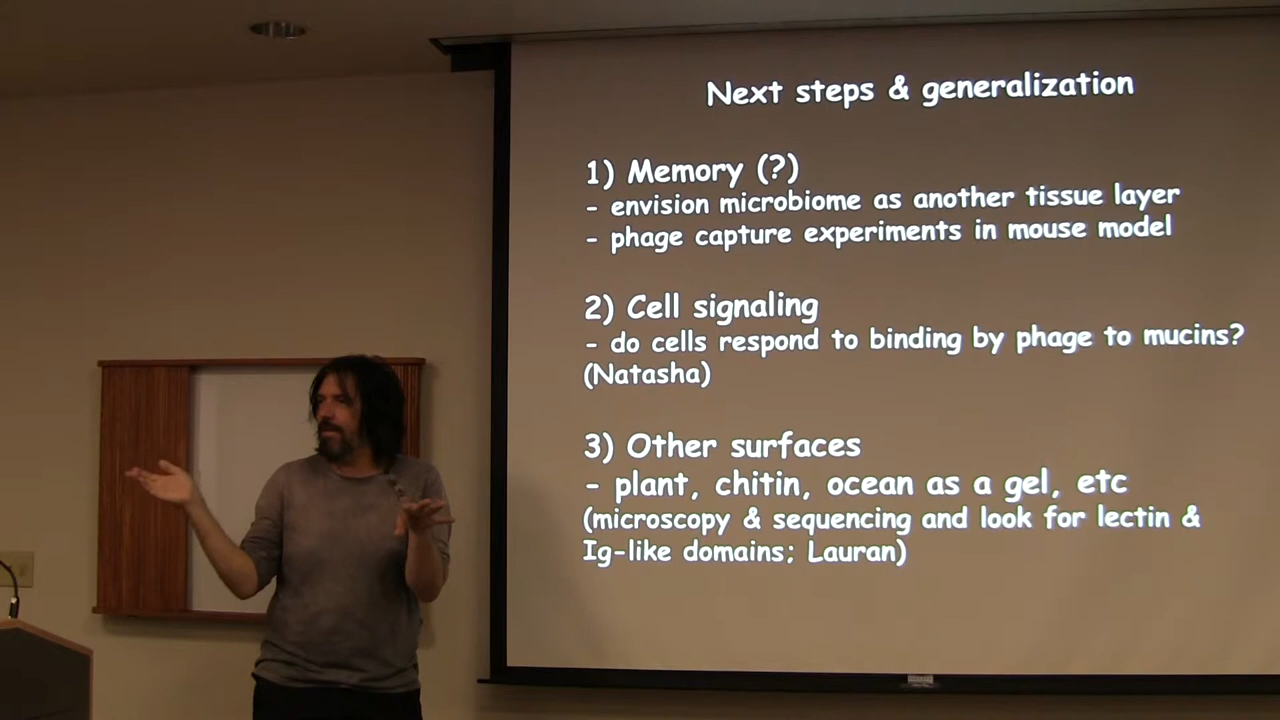 Next steps & generalization
1) Memory (?)
- envision microbiome as another tissue layer
- phage capture experiments in mouse model
2) Cell signaling
- do cells respond to binding by phage to mucins?
(Natasha)
3) Other surfaces
- plant, chitin, ocean as a gel, etc
(microscopy & sequencing and look for lectin &
Ig-like domains; Lauran)